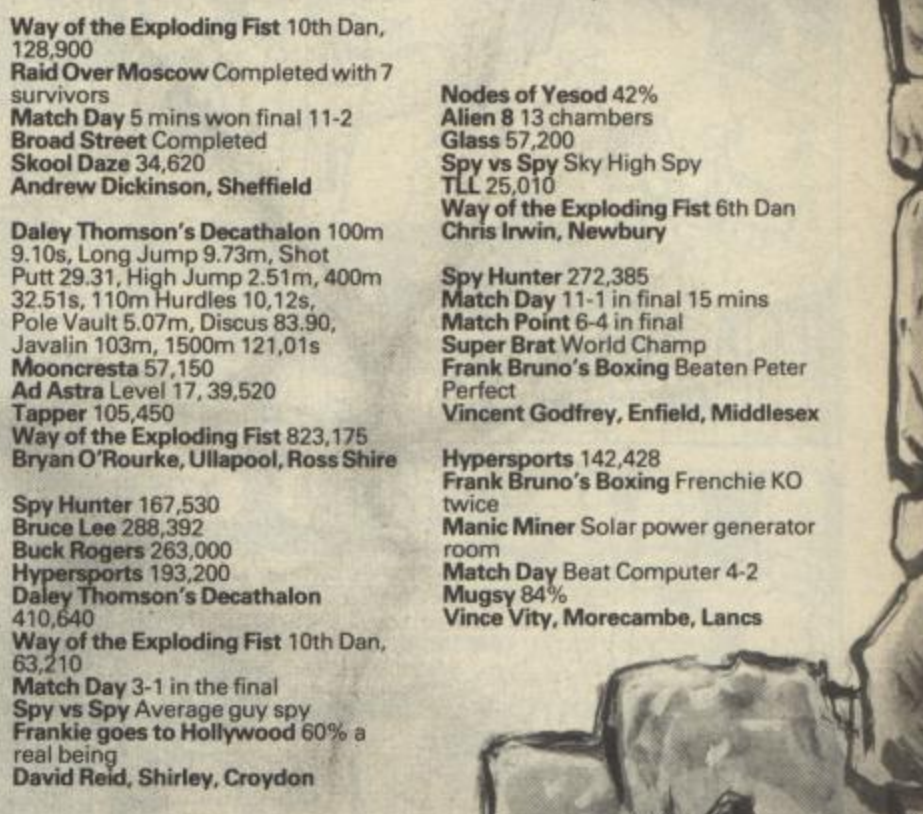 Way of the Exploding Fist 10th Dan,
128,900
Raid Over Moscow Completed with 7
survivors
Match Day 5 mins won final 11-2
Broad Street Completed
Skool Daze 34,620
Andrew Dickinson, Sheffield
Daley Thomson's Decathalon 100m
9.10s, Long Jump 9.73m, Shot
Putt 29.31, High Jump 2.51m, 400m
32.51s, 110m Hurdles 10,12s,
Pole Vault 5.07m, Discus 83.90,
Javalin 103m, 1500m 121,01s
Mooncresta 57,150
Ad Astra Level 17, 39,520
Tapper 105,450
Way of the Exploding Fist 823,175
Bryan O'Rourke, Ullapool, Ross Shire
Spy Hunter 167,530
Bruce Lee 288,392
Buck Rogers 263,000
Hypersports 193,200
Daley Thomson's Decathalon
410,640
Way of the Exploding Fist 10th Dan,
63,210
Match Day 3-1 in the final
Spy vs Spy Average guy spy
Frankie goes to Hollywood 60% a
real being
David Reid, Shirley, Croydon
Nodes of Yesod 42%
Alien 8 13 chambers
Glass 57,200
Spy vs Spy Sky High Spy
TLL 25,010
Way of the Exploding Fist 6th Dan
Chris Irwin, Newbury
Spy Hunter 272,385
Match Day 11-1 in final 15 mins
Match Point 6-4 in final
Super Brat World Champ
Frank Bruno's Boxing Beaten Peter
Perfect
Vincent Godfrey, Enfield, Middlesex
Hypersports 142,428
Frank Bruno's Boxing Frenchie KO
twice
Manic Miner Solar power generator
room
Match Day Beat Computer 4-2
Mugsy 84%
Vince Vity, Morecambe, Lancs